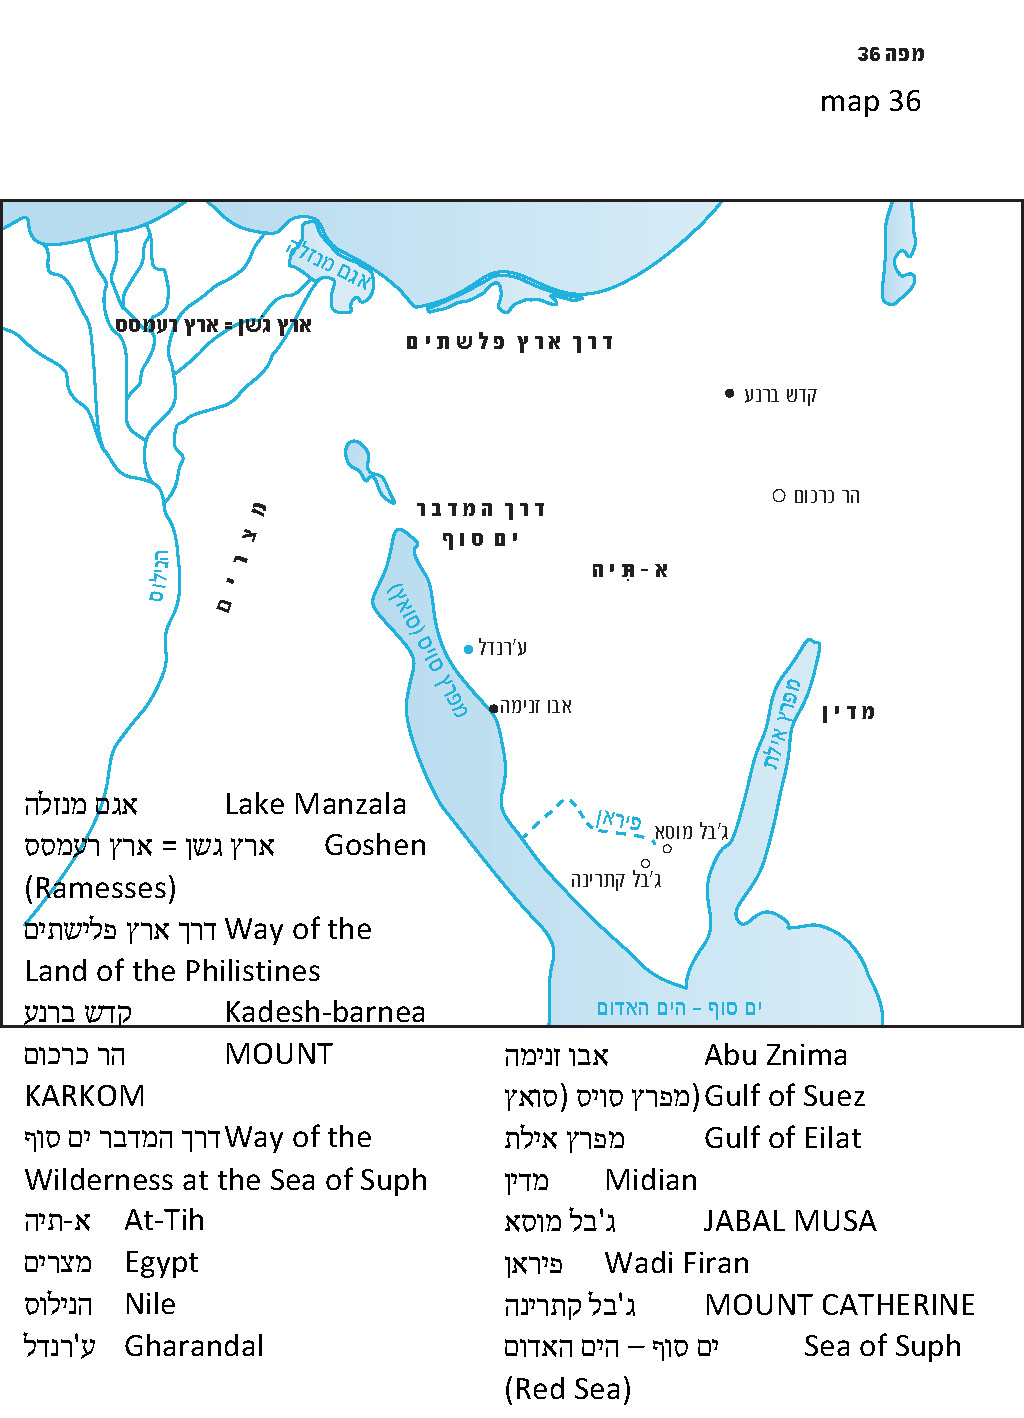 מפה 36
map 36
אגם מנזלה
ארץ גֹשן = ארץ רעמסס
דרך ארץ פלשתים
קדש ברנע
הר כרכום
דרך המדבר
ים סוף
מצרים
הנילוס
א-תִּיה
מפרץ סויס (סואץ)
ע'רנדל
אבו זנימה
מפרץ אילת
מדין
פיראן
ג'בל מוסא
ג'בל קתרינה
ים סוף – הים האדום
אגם מנזלה Lake Manzala
ארץ גשן = ארץ רעמסס Goshen
(Ramesses)
דרך ארץ פלישתים Way of the
Land of the Philistines
קדש ברנע Kadesh-barnea
הר כרכום MOUNT
KARKOM
דרך המדבר ים סוף Way of the
Wilderness at the Sea of Suph
א-תיה At-Tih
מצרים Egypt
הנילוס Nile
ע'רנדל Gharandal
אבו זנימה Abu Znima
מפרץ סויס (סואץ) Gulf of Suez
מפרץ אילת Gulf of Eilat
מדין Midian
ג'בל מוסא JABAL MUSA
פיראן Wadi Firan
ג'בל קתרינה MOUNT CATHERINE
ים סוף – הים האדום Sea of Suph
(Red Sea)